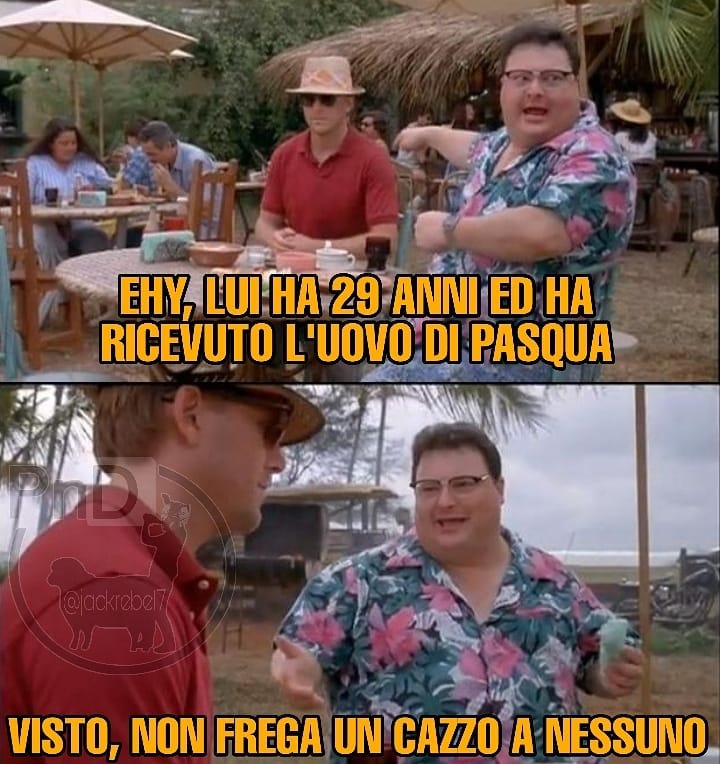 EHY, LUI HA 29 ANNI ED HA
RICEVUTO L'UOVO DI PASQUA
PnD
@jackrebel7
VISTO, NON FREGA UN CAZZO A NESSUNO